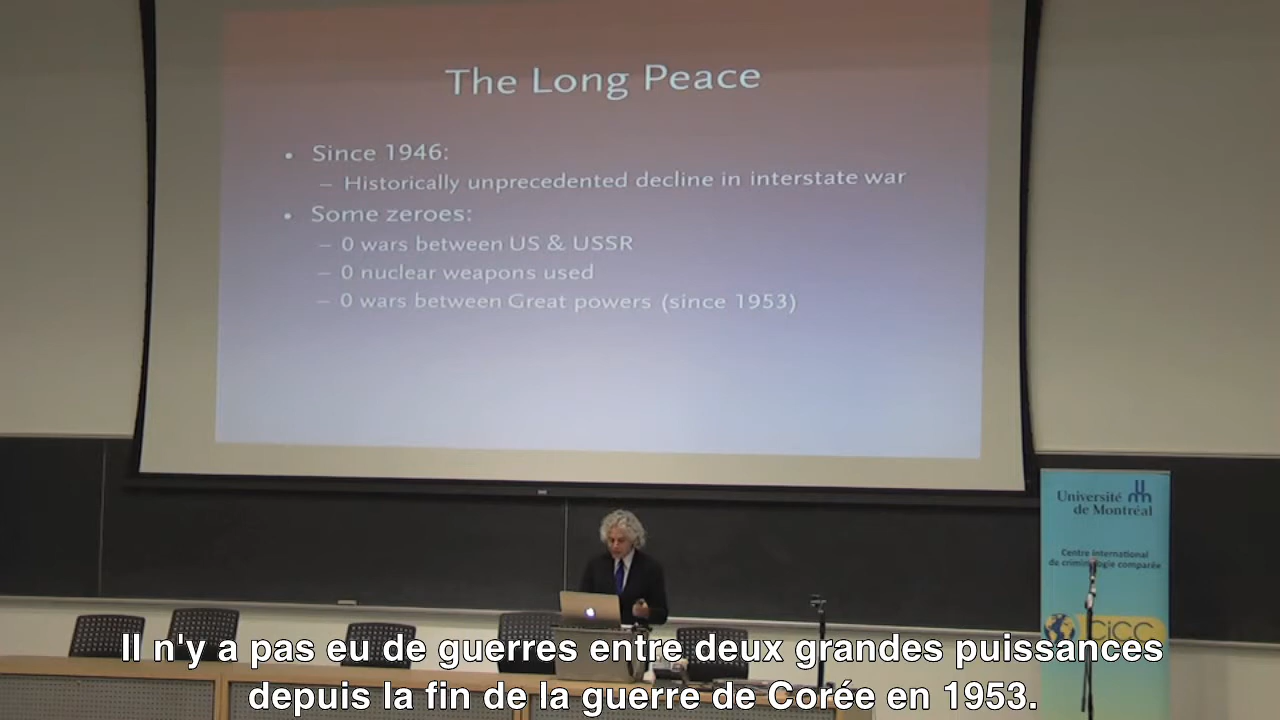 The Long Peace
• Since 1946:
– Historically unprecedented decline in interstate war
• Some zeroes:
– 0 wars between US & USSR
– 0 nuclear weapons used
– 0 wars between Great powers (since 1953)
Université
de Montréal
Centre international
de criminologie comparée
CiCC
Il n'y a pas eu de guerres entre deux grandes puissances
depuis la fin de la guerre de Corée en 1953.